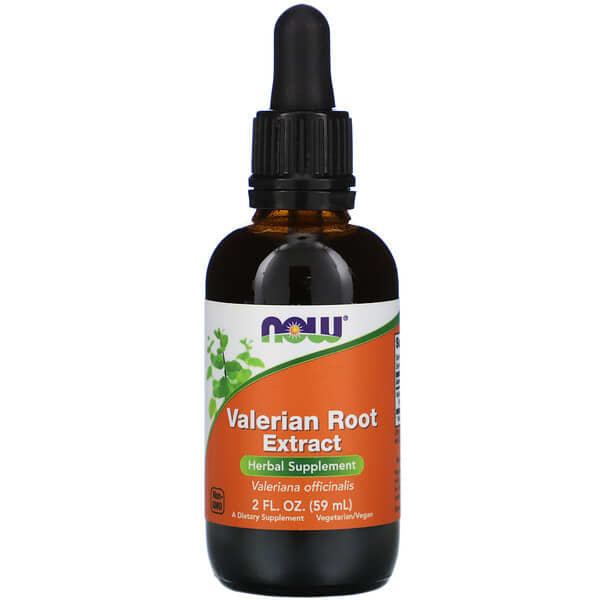 NOW®
Valerian Root
Extract
Herbal Supplement
Valeriana officinalis
2 FL. OZ. (59 mL)
A Dietary Supplement Vegetarian/Vegan
Non-
GMO